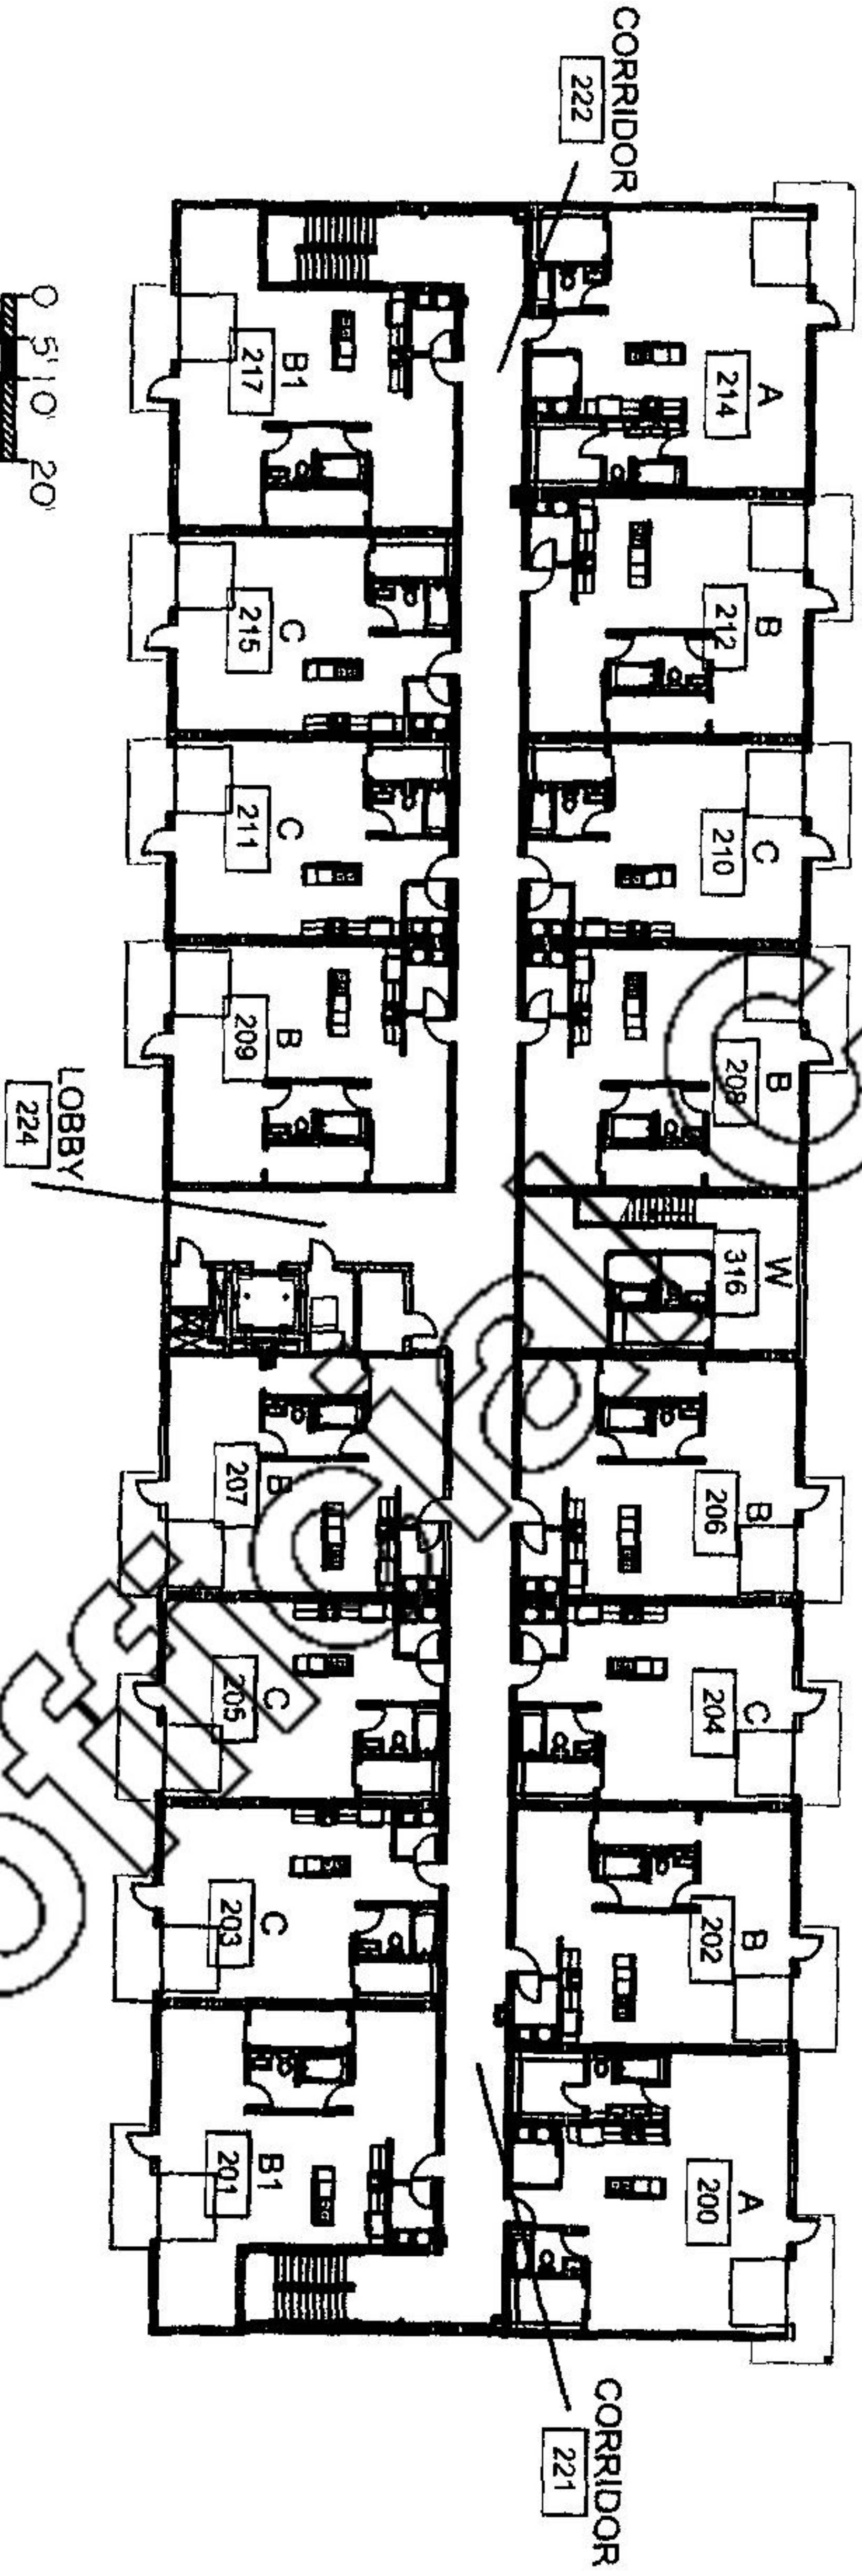 CORRIDOR
222
A
214
B
212
C
210
B
208
W
316
B
206
C
204
B
202
A
200
CORRIDOR
221
B1
217
C
215
C
211
B
209
LOBBY
224
B
207
C
205
C
203
B1
201
0 5' 10' 20'
Official C